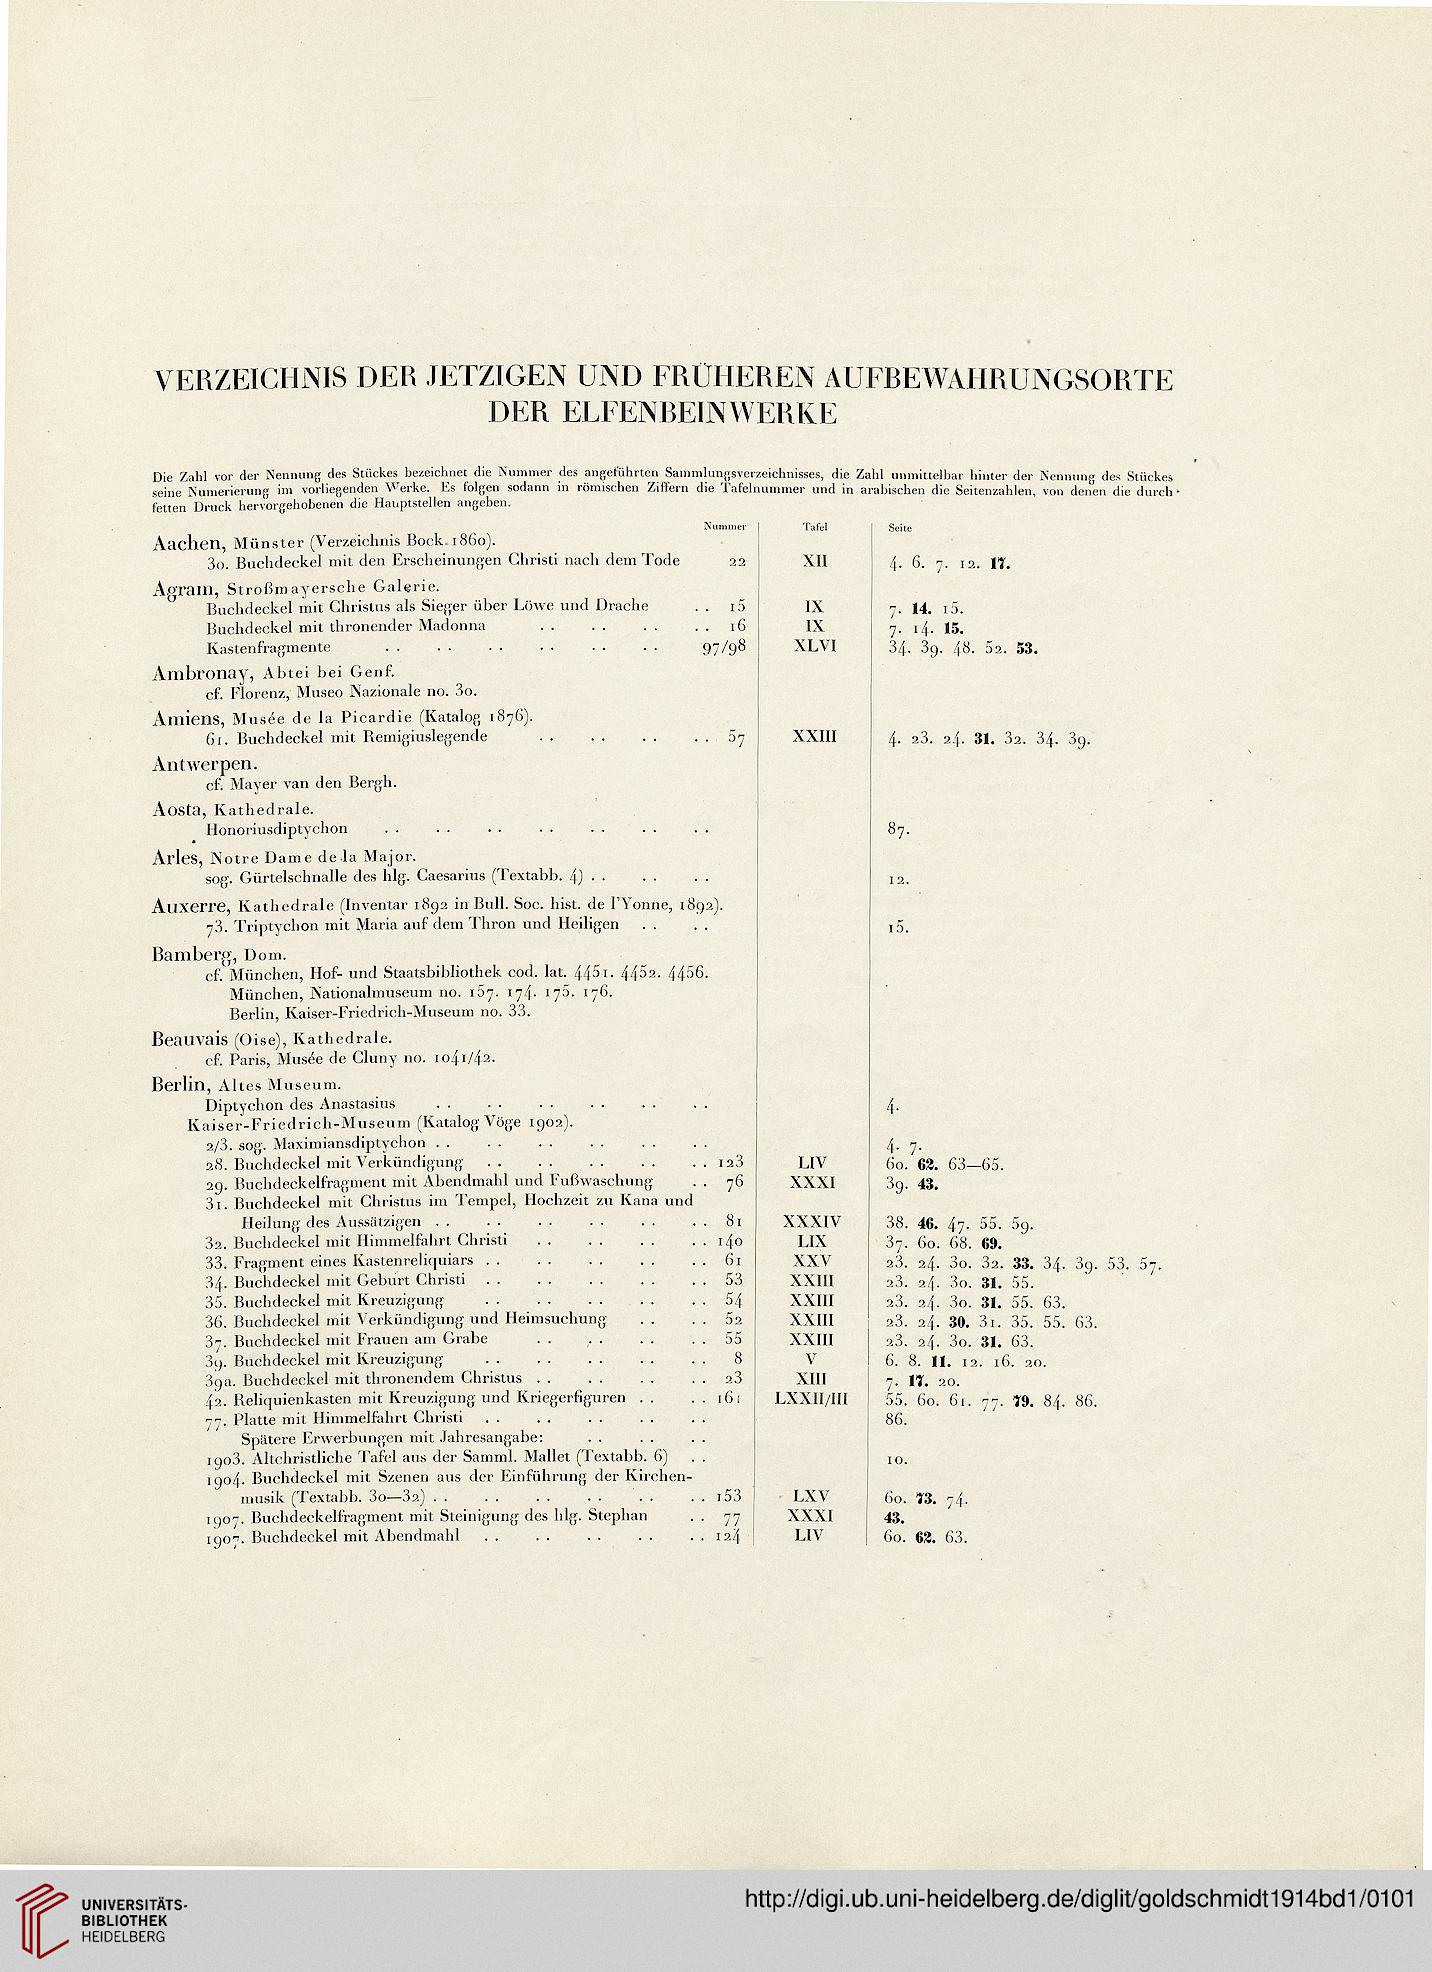 VERZEICHNIS DER JETZIGEN UND FRÜHEREN AUFBEWAHRUNGSORTE
DER ELFENBEINWERKE
Die Zahl vor der Nennung des Stückes bezeichnet die Nummer des angeführten Sammlungsverzeichnisses, die Zahl unmittelbar hinter der Nennung des Stückes
seine Numerierung im vorliegenden Werke. Es folgen sodann in römischen Ziffern die Tafelnummer und in arabischen die Seitenzahlen, von denen die durch
fetten Druck hervorgehobenen die Hauptstellen angeben.
Nummer Tafel Seite
Aachen, Münster (Verzeichnis Bock 1860).
30. Buchdeckel mit den Erscheinungen Christi nach dem Tode 22 XII 4. 6. 7. 12. 17.
Agram, Stroßmayersche Galerie.
Buchdeckel mit Christus als Sieger über Löwe und Drache . . 15 IX 7. 14. 15.
Buchdeckel mit thronender Madonna . . . . . . . . 16 IX 7. 14. 15.
Kastenfragmente . . . . . . . . . . . . 97/98 XLVI 34. 39. 48. 52. 53.
Ambronay, Abtei bei Genf.
cf. Florenz, Museo Nazionale no. 30.
Amiens, Musée de la Picardie (Katalog 1876).
61. Buchdeckel mit Remigiuslegende . . . . . . . . 57 XXIII 4. 23. 24. 31. 32. 34. 39.
Antwerpen.
cf. Mayer van den Bergh.
Aosta, Kathedrale.
Honoriusdiptychon . . . . . . . . . . . . . . 87.
Arles, Notre Dame de la Major.
sog. Gürtelschnalle des hlg. Caesarius (Textabb. 4) . . . . . . 12.
Auxerre, Kathedrale (Inventar 1892 in Bull. Soc. hist. de l'Yonne, 1892).
73. Triptychon mit Maria auf dem Thron und Heiligen . . . . 15.
Bamberg, Dom.
cf. München, Hof- und Staatsbibliothek cod. lat. 4451. 4452. 4456.
München, Nationalmuseum no. 157. 174. 175. 176.
Berlin, Kaiser-Friedrich-Museum no. 33.
Beauvais (Oise), Kathedrale.
cf. Paris, Musée de Cluny no. 1041/42.
Berlin, Altes Museum.
Diptychon des Anastasius . . . . . . . . . . . . 4.
Kaiser-Friedrich-Museum (Katalog Vöge 1902).
2/3. sog. Maximiansdiptychon . . . . . . . . . . . . 4. 7.
28. Buchdeckel mit Verkündigung . . . . . . . . . . 123 LIV 60. 62. 63—65.
29. Buchdeckelfragment mit Abendmahl und Fußwaschung . . 76 XXXI 39. 43.
31. Buchdeckel mit Christus im Tempel, Hochzeit zu Kana und
Heilung des Aussätzigen . . . . . . . . . . . . 81 XXXIV 38. 46. 47. 55. 59.
32. Buchdeckel mit Himmelfahrt Christi . . . . . . . . 140 LIX 37. 60. 68. 69.
33. Fragment eines Kastenreliquiars . . . . . . . . . . 61 XXV 23. 24. 30. 32. 33. 34. 39. 53. 57.
34. Buchdeckel mit Geburt Christi . . . . . . . . . . 53 XXIII 23. 24. 30. 31. 55.
35. Buchdeckel mit Kreuzigung . . . . . . . . . . 54 XXIII 23. 24. 30. 31. 55. 63.
36. Buchdeckel mit Verkündigung und Heimsuchung . . . . 52 XXIII 23. 24. 30. 31. 35. 55. 63.
37. Buchdeckel mit Frauen am Grabe . . . . . . . . 55 XXIII 23. 24. 30. 31. 63.
39. Buchdeckel mit Kreuzigung . . . . . . . . . . 8 V 6. 8. 11. 12. 16. 20.
39a. Buchdeckel mit thronendem Christus . . . . . . . . 23 XIII 7. 17. 20.
42. Reliquienkasten mit Kreuzigung und Kriegerfiguren . . . . 161 LXXII/III 55. 60. 61. 77. 79. 84. 86.
77. Platte mit Himmelfahrt Christi . . . . . . . . . . 86.
Spätere Erwerbungen mit Jahresangabe: . . . . . .
1903. Altchristliche Tafel aus der Samml. Mallet (Textabb. 6) . . 10.
1904. Buchdeckel mit Szenen aus der Einführung der Kirchen-
musik (Textabb. 30—32) . . . . . . . . . . . . 153 LXV 60. 73. 74.
1907. Buchdeckelfragment mit Steinigung des hlg. Stephan . . 77 XXXI 43.
1907. Buchdeckel mit Abendmahl . . . . . . . . . . 124 LIV 60. 62. 63.
UNIVERSITÄTS-
BIBLIOTHEK
HEIDELBERG
http://digi.ub.uni-heidelberg.de/diglit/goldschmidt1914bd1/0101